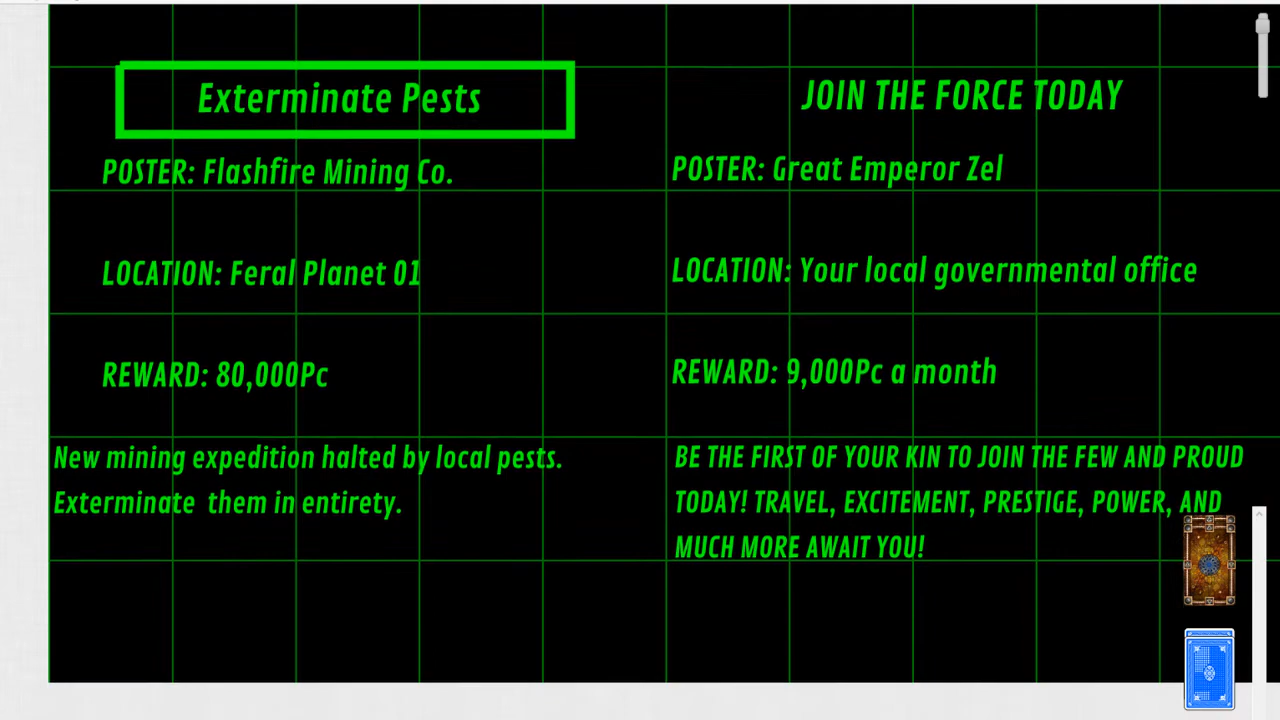 Exterminate Pests
POSTER: Flashfire Mining Co.
LOCATION: Feral Planet 01
REWARD: 80,000Pc
New mining expedition halted by local pests.
Exterminate them in entirety.
JOIN THE FORCE TODAY
POSTER: Great Emperor Zel
LOCATION: Your local governmental office
REWARD: 9,000Pc a month
BE THE FIRST OF YOUR KIN TO JOIN THE FEW AND PROUD
TODAY! TRAVEL, EXCITEMENT, PRESTIGE, POWER, AND
MUCH MORE AWAIT YOU!